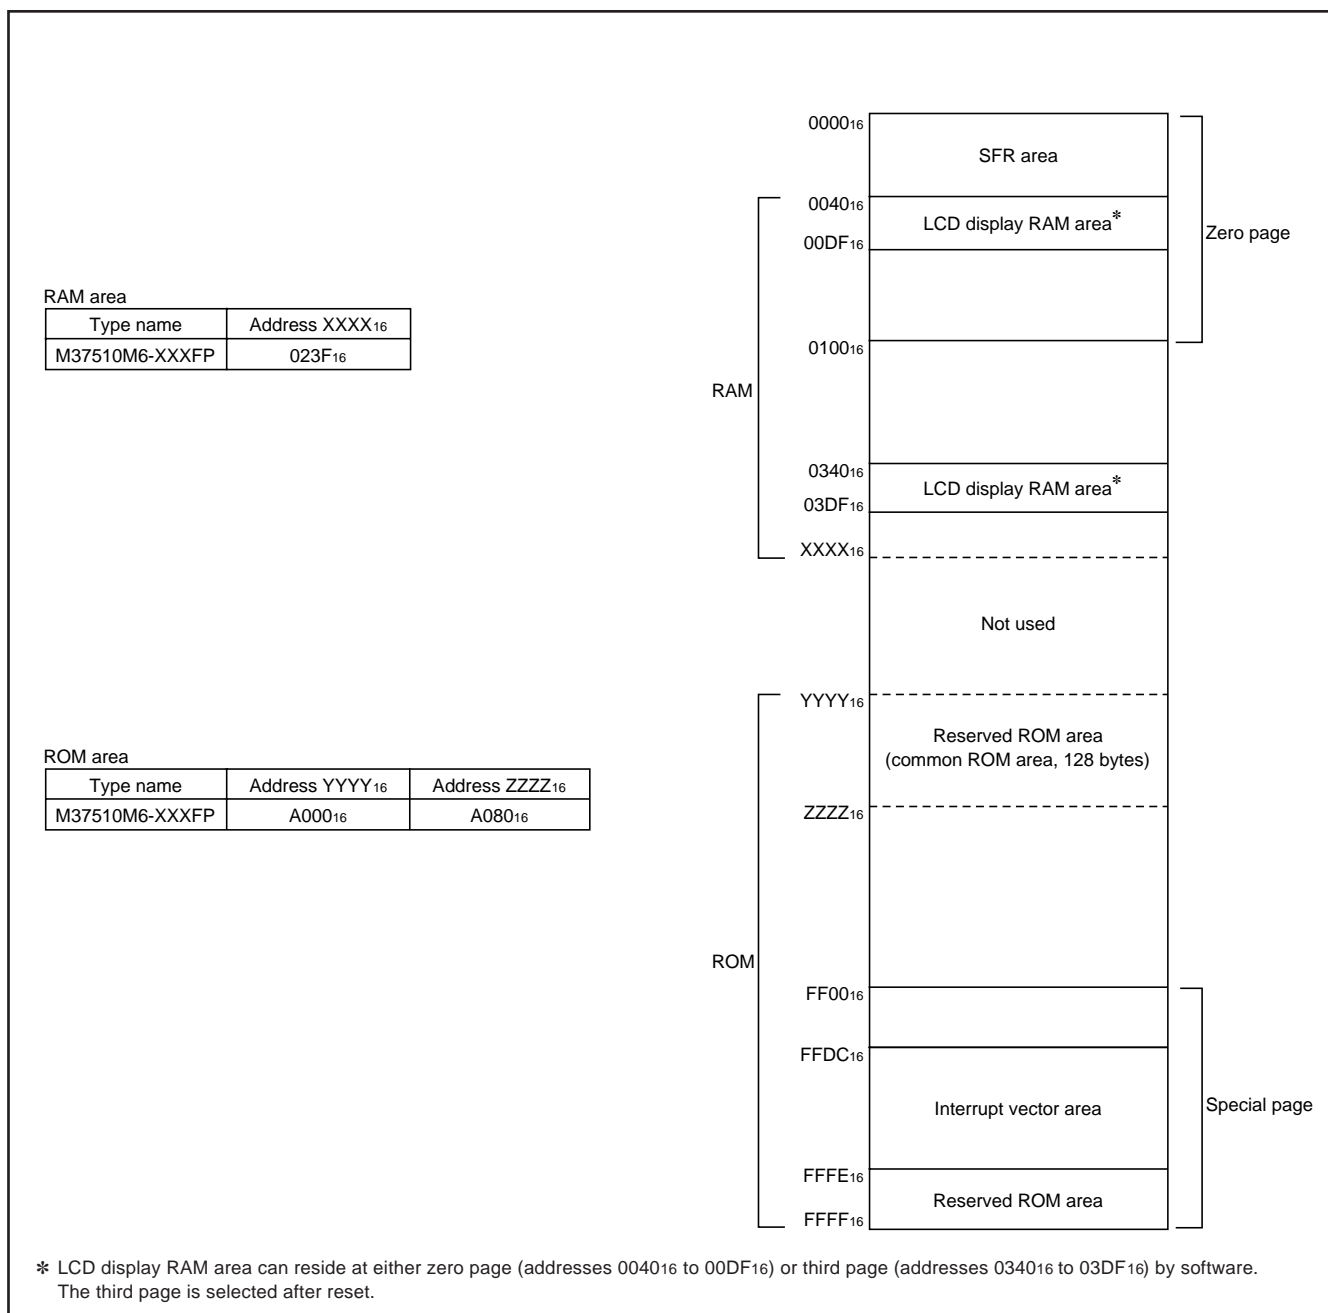 0000₁₆
SFR area
0040₁₆
LCD display RAM area*
00DF₁₆
Zero page
RAM area
Type name Address XXXX₁₆
M37510M6-XXXFP 023F₁₆
0100₁₆
RAM
0340₁₆
LCD display RAM area*
03DF₁₆
XXXX₁₆
Not used
YYYY₁₆
Reserved ROM area
(common ROM area, 128 bytes)
ROM area
Type name Address YYYY₁₆ Address ZZZZ₁₆
M37510M6-XXXFP A000₁₆ A080₁₆
ZZZZ₁₆
ROM
FF00₁₆
FFDC₁₆
Interrupt vector area
Special page
FFFE₁₆
Reserved ROM area
FFFF₁₆
* LCD display RAM area can reside at either zero page (addresses 0040₁₆ to 00DF₁₆) or third page (addresses 0340₁₆ to 03DF₁₆) by software.
The third page is selected after reset.